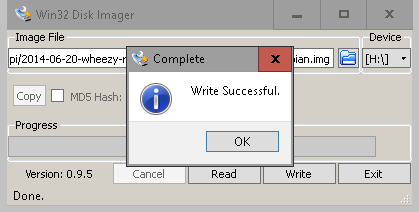 Win32 Disk Imager
Image File
Device
pi/2014-06-20-wheezy-r
bian.img
[H:\]
Complete
Write Successful.
OK
Copy
MD5 Hash:
Progress
Version: 0.9.5
Cancel
Read
Write
Exit
Done.